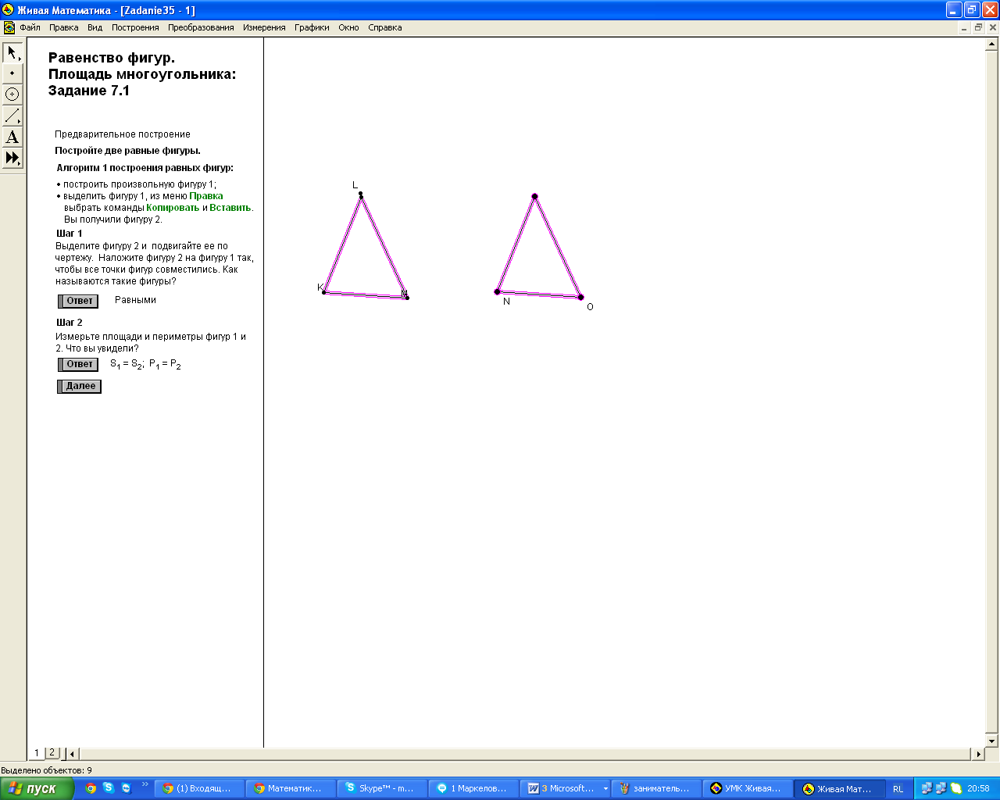 Живая Математика - [Zadanie35 - 1]
Файл Правка Вид Построения Преобразования Измерения Графики Окно Справка
A
Равенство фигур.
Площадь многоугольника:
Задание 7.1
Предварительное построение
Постройте две равные фигуры.
Алгоритм 1 построения равных фигур:
• построить произвольную фигуру 1;
• выделить фигуру 1, из меню Правка
выбрать команды Копировать и Вставить.
Вы получили фигуру 2.
Шаг 1
Выделите фигуру 2 и подвигайте ее по
чертежу. Наложите фигуру 2 на фигуру 1 так,
чтобы все точки фигур совместились. Как
называются такие фигуры?
Ответ Равными
Шаг 2
Измерьте площади и периметры фигур 1 и
2. Что вы увидели?
Ответ S1 = S2; P1 = P2
Далее
L
K
M
N
O
1 2
Выделено объектов: 9
пуск
(1) Входящ...
Математик...
Skype™ - m...
1 Маркелов...
3 Microsoft...
заниматель...
УМК Живая...
Живая Мат...
RL
20:58